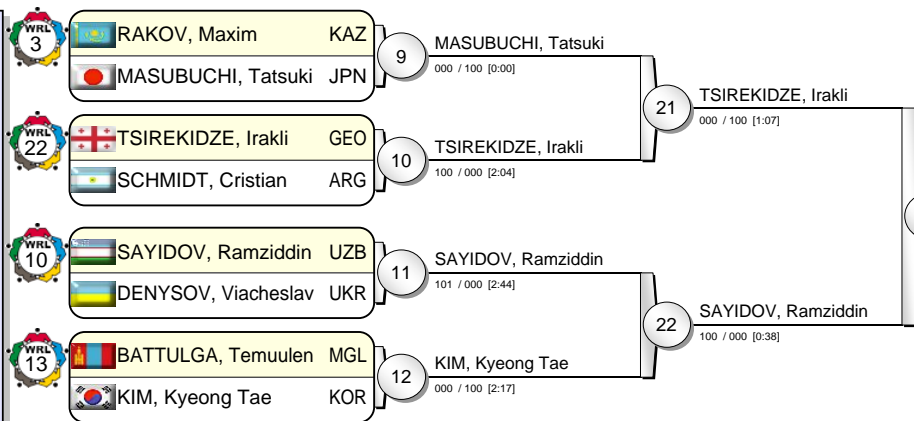 WRL
3
RAKOV, Maxim KAZ
MASUBUCHI, Tatsuki JPN
9
MASUBUCHI, Tatsuki
000 / 100 [0:00]
21
TSIREKIDZE, Irakli
000 / 100 [1:07]
WRL
22
TSIREKIDZE, Irakli GEO
SCHMIDT, Cristian ARG
10
TSIREKIDZE, Irakli
100 / 000 [2:04]
WRL
10
SAYIDOV, Ramziddin UZB
DENYSOV, Viacheslav UKR
11
SAYIDOV, Ramziddin
101 / 000 [2:44]
22
SAYIDOV, Ramziddin
100 / 000 [0:38]
WRL
13
BATTULGA, Temuulen MGL
KIM, Kyeong Tae KOR
12
KIM, Kyeong Tae
000 / 100 [2:17]